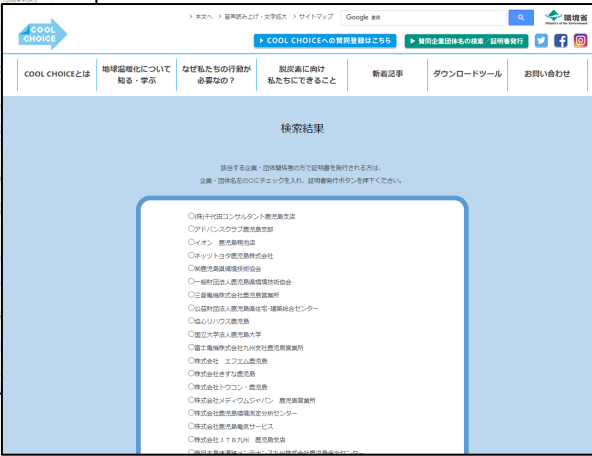 > 本文へ > 音声読み上げ・文字拡大 > サイトマップ
Google
環境省
Ministry of the Environment
COOL CHOICE
▶ COOL CHOICEへの賛同登録はこちら
▶ 賛同企業団体名の検索／証明書発行
COOL CHOICEとは
地球温暖化について
知る・学ぶ
なぜ私たちの行動が
必要なの？
脱炭素に向け
私たちにできること
新着記事
ダウンロードツール
お問い合わせ
検索結果
該当する企業・団体関係者の方で証明書を発行される方は、
企業・団体名左の○にチェックを入れ、証明書発行ボタンを押下ください。
○(株)千代田コンサルタント鹿児島支店
○アドバンスクラブ鹿児島支部
○イオン 鹿児島鴨池店
○ネッツトヨタ鹿児島株式会社
鹿児島県環境技術協会
○一般財団法人鹿児島県環境技術協会
○三菱電機株式会社鹿児島営業所
○公益財団法人鹿児島県住宅・建築総合センター
○協心リハウス鹿児島
○国立大学法人鹿児島大学
○富士電機株式会社九州支社鹿児島営業所
○株式会社 エフエム鹿児島
○株式会社きずな鹿児島
○株式会社トウコン・鹿児島
○株式会社メディウムジャパン 鹿児島営業所
○株式会社鹿児島環境測定分析センター
○株式会社鹿児島電気サービス
○株式会社ＪＴＢ九州 鹿児島支店